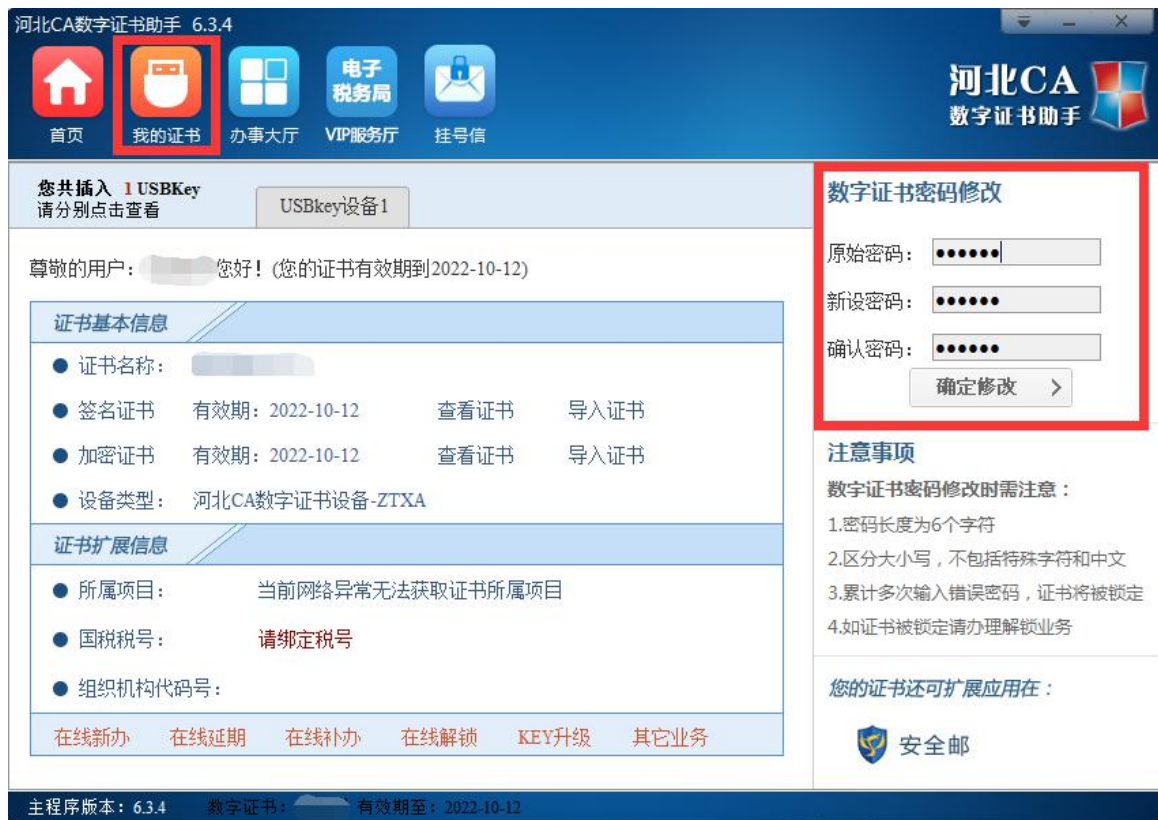 河北CA数字证书助手 6.3.4
首页
我的证书
办事大厅
电子
税务局
VIP服务厅
挂号信
河北CA
数字证书助手
您共插入 1 USBKey
请分别点击查看
USBkey设备1
尊敬的用户： 您好！(您的证书有效期到2022-10-12)
证书基本信息
证书名称：
签名证书 有效期：2022-10-12 查看证书 导入证书
加密证书 有效期：2022-10-12 查看证书 导入证书
设备类型： 河北CA数字证书设备-ZTXA
证书扩展信息
所属项目： 当前网络异常无法获取证书所属项目
国税税号： 请绑定税号
组织机构代码号：
在线新办 在线延期 在线补办 在线解锁 KEY升级 其它业务
数字证书密码修改
原始密码： ●●●●●●
新设密码： ●●●●●●
确认密码： ●●●●●●
确定修改
注意事项
数字证书密码修改时需注意：
1.密码长度为6个字符
2.区分大小写，不包括特殊字符和中文
3.累计多次输入错误密码，证书将被锁定
4.如证书被锁定请办理解锁业务
您的证书还可扩展应用在：
安全邮
主程序版本：6.3.4 数字证书： 有效期至：2022-10-12